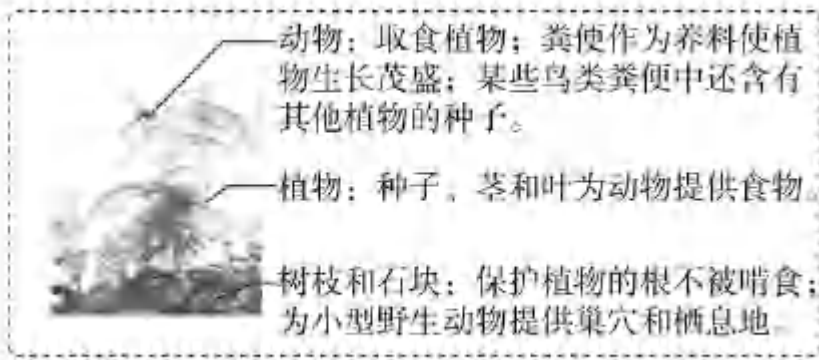 动物：取食植物；粪便作为养料使植
物生长茂盛；某些鸟类粪便中还含有
其他植物的种子。
植物：种子、茎和叶为动物提供食物。
树枝和石块：保护植物的根不被啃食；
为小型野生动物提供巢穴和栖息地。